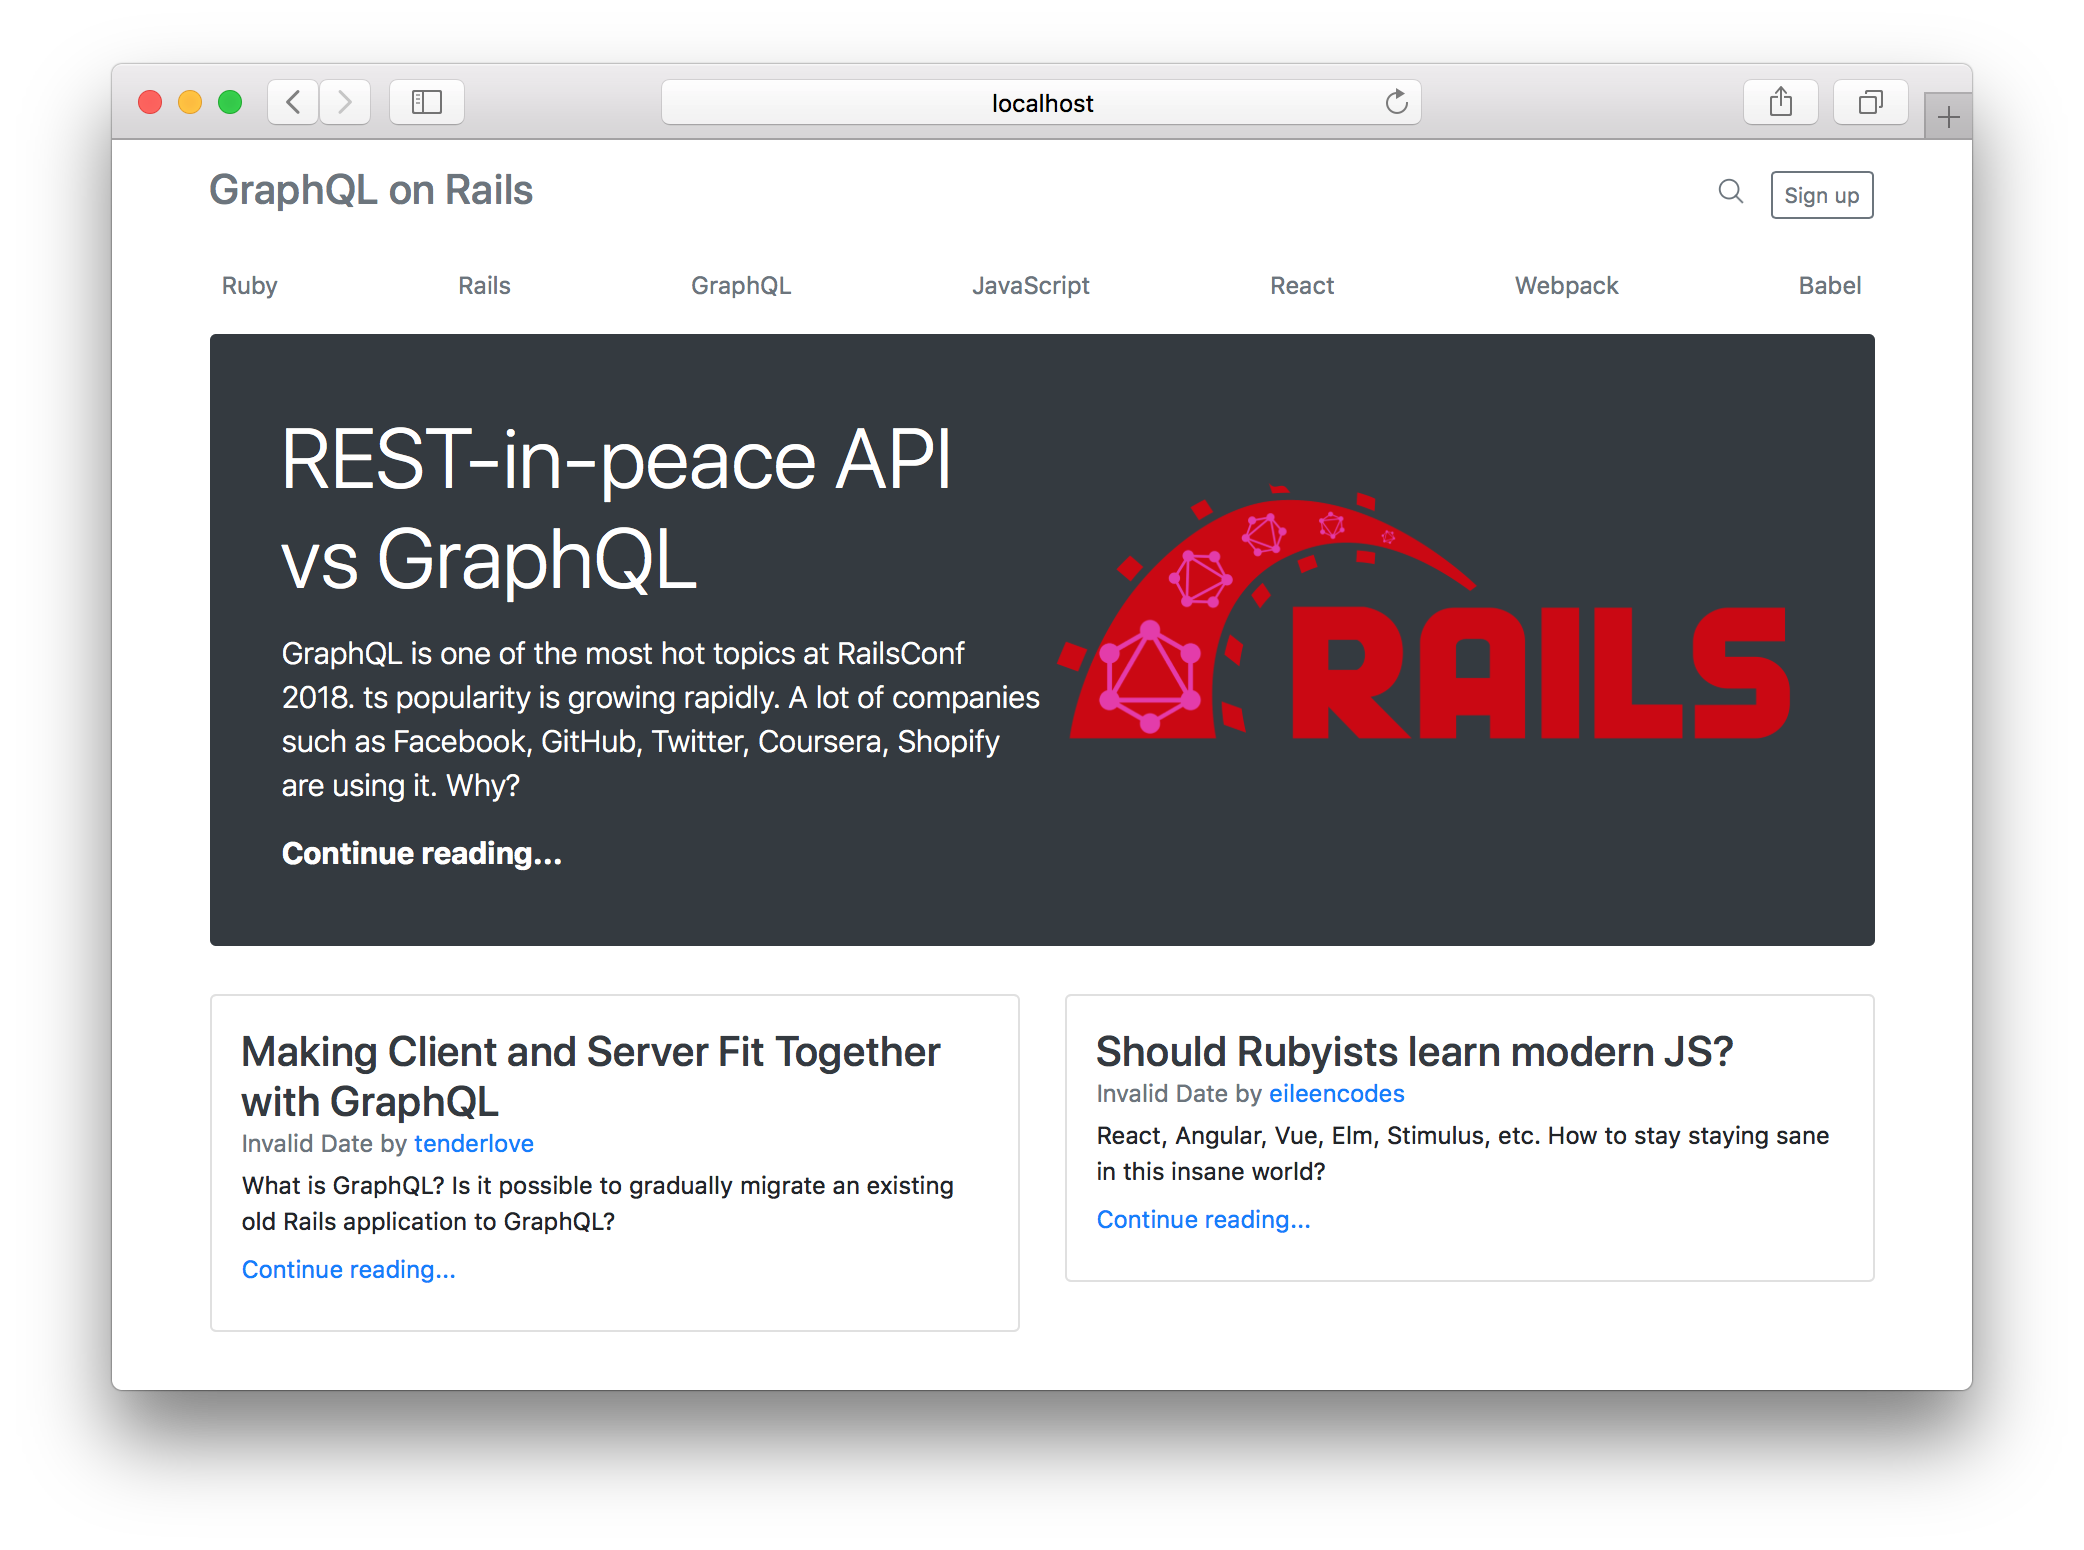 localhost
GraphQL on Rails
Sign up
Ruby Rails GraphQL JavaScript React Webpack Babel
REST-in-peace API
vs GraphQL
GraphQL is one of the most hot topics at RailsConf
2018. ts popularity is growing rapidly. A lot of companies
such as Facebook, GitHub, Twitter, Coursera, Shopify
are using it. Why?
Continue reading...
RAILS
Making Client and Server Fit Together
with GraphQL
Invalid Date by tenderlove
What is GraphQL? Is it possible to gradually migrate an existing
old Rails application to GraphQL?
Continue reading...
Should Rubyists learn modern JS?
Invalid Date by eileencodes
React, Angular, Vue, Elm, Stimulus, etc. How to stay staying sane
in this insane world?
Continue reading...